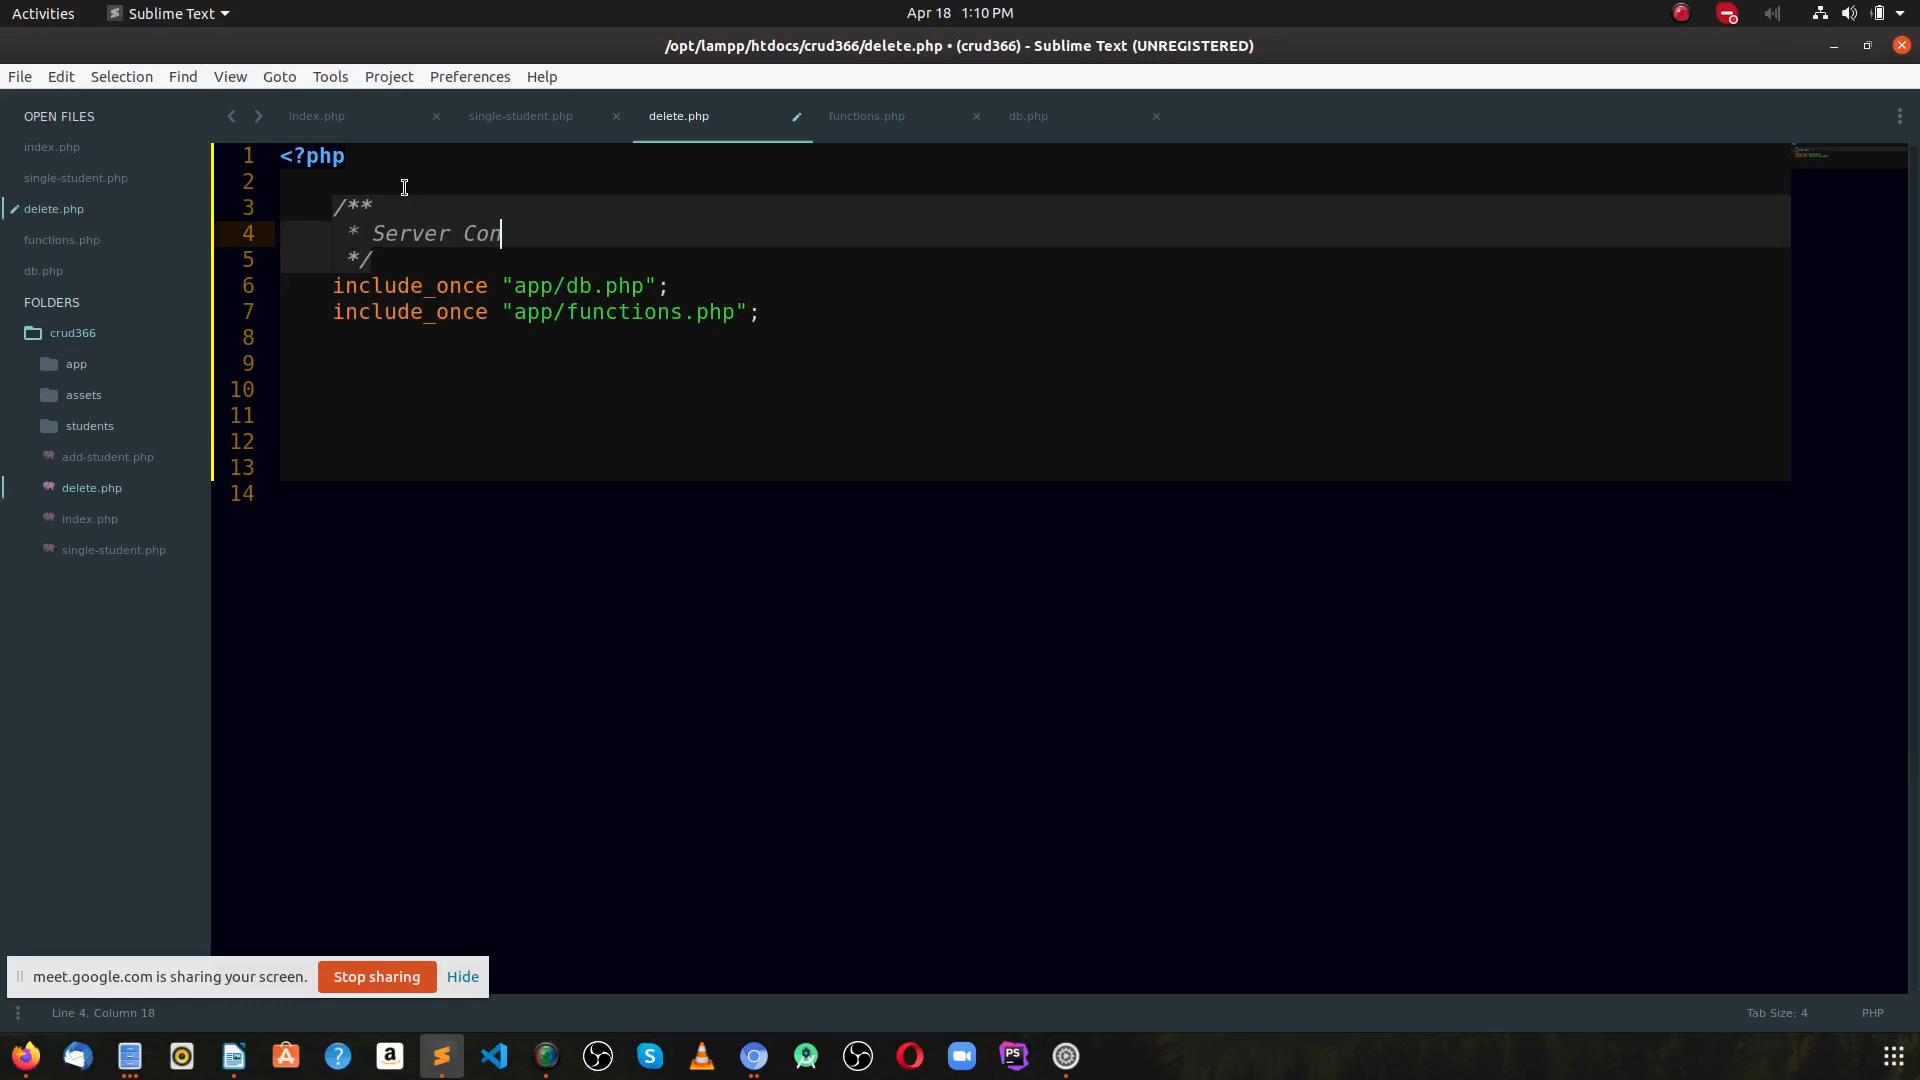 Activities Sublime Text Apr 18 1:10 PM
/opt/lampp/htdocs/crud366/delete.php • (crud366) - Sublime Text (UNREGISTERED)
File Edit Selection Find View Goto Tools Project Preferences Help
OPEN FILES
index.php
single-student.php
delete.php
functions.php
db.php
FOLDERS
crud366
app
assets
students
add-student.php
delete.php
index.php
single-student.php
index.php single-student.php delete.php functions.php db.php
1 <?php
2
3 /**
4 * Server Con
5 */
6 include_once "app/db.php";
7 include_once "app/functions.php";
8
9
10
11
12
13
14
meet.google.com is sharing your screen. Stop sharing Hide
Line 4, Column 18 Tab Size: 4 PHP